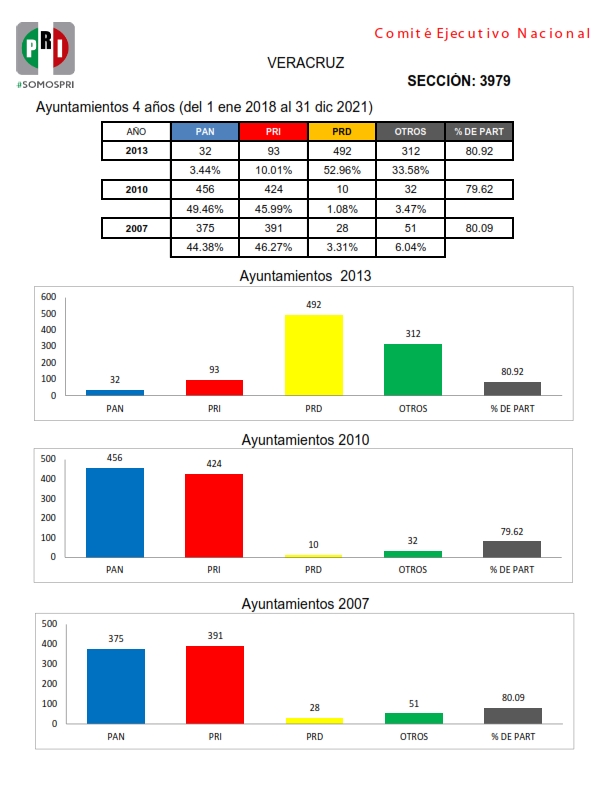 Comité Ejecutivo Nacional
PRI
#SOMOSPRI
VERACRUZ
SECCIÓN: 3979
Ayuntamientos 4 años (del 1 ene 2018 al 31 dic 2021)
AÑO PAN PRI PRD OTROS % DE PART
2013 32 93 492 312 80.92
3.44% 10.01% 52.96% 33.58%
2010 456 424 10 32 79.62
49.46% 45.99% 1.08% 3.47%
2007 375 391 28 51 80.09
44.38% 46.27% 3.31% 6.04%
Ayuntamientos 2013
600
500
400
300
200
100
0
32 93 492 312 80.92
PAN PRI PRD OTROS % DE PART
Ayuntamientos 2010
500
400
300
200
100
0
456 424 10 32 79.62
PAN PRI PRD OTROS % DE PART
Ayuntamientos 2007
500
400
300
200
100
0
375 391 28 51 80.09
PAN PRI PRD OTROS % DE PART